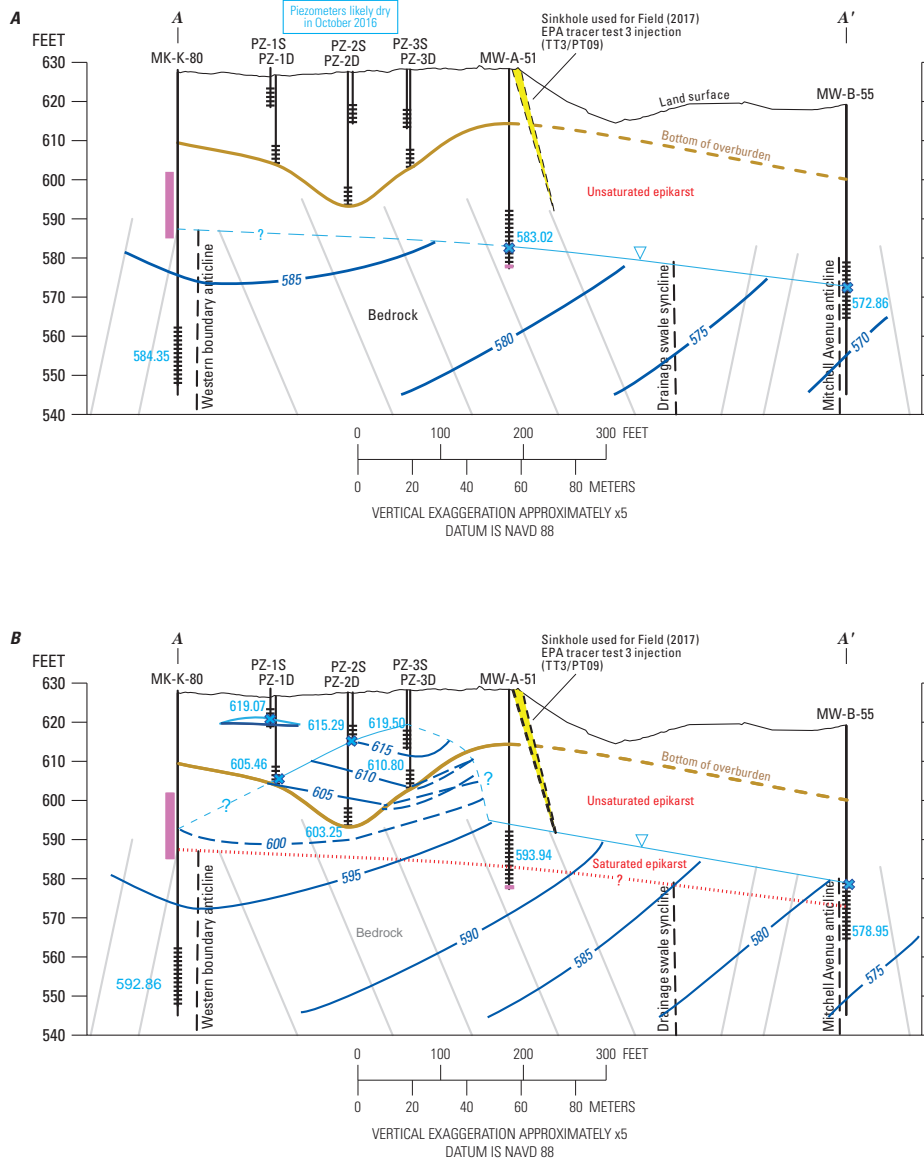 A
A
A'
Piezometers likely dry
in October 2016
Sinkhole used for Field (2017)
EPA tracer test 3 injection
(TT3/PT09)
FEET
MK-K-80
PZ-1S
PZ-1D
PZ-2S
PZ-2D
PZ-3S
PZ-3D
MW-A-51
MW-B-55
Land surface
630
620
610
600
590
580
570
560
550
540
Bottom of overburden
Unsaturated epikarst
?
583.02
585
Bedrock
580
575
570
572.86
584.35
Western boundary anticline
Drainage swale syncline
Mitchell Avenue anticline
0 100 200 300 FEET
0 20 40 60 80 METERS
VERTICAL EXAGGERATION APPROXIMATELY x5
DATUM IS NAVD 88
B
A
A'
Sinkhole used for Field (2017)
EPA tracer test 3 injection
(TT3/PT09)
FEET
MK-K-80
PZ-1S
PZ-1D
PZ-2S
PZ-2D
PZ-3S
PZ-3D
MW-A-51
MW-B-55
Land surface
630
620
610
600
590
580
570
560
550
540
619.07
615.29
619.50
615
610
610.80
605.46
605
?
?
603.25
600
595
Bottom of overburden
Unsaturated epikarst
Saturated epikarst
?
593.94
Bedrock
590
585
580
575
578.95
592.86
Western boundary anticline
Drainage swale syncline
Mitchell Avenue anticline
0 100 200 300 FEET
0 20 40 60 80 METERS
VERTICAL EXAGGERATION APPROXIMATELY x5
DATUM IS NAVD 88